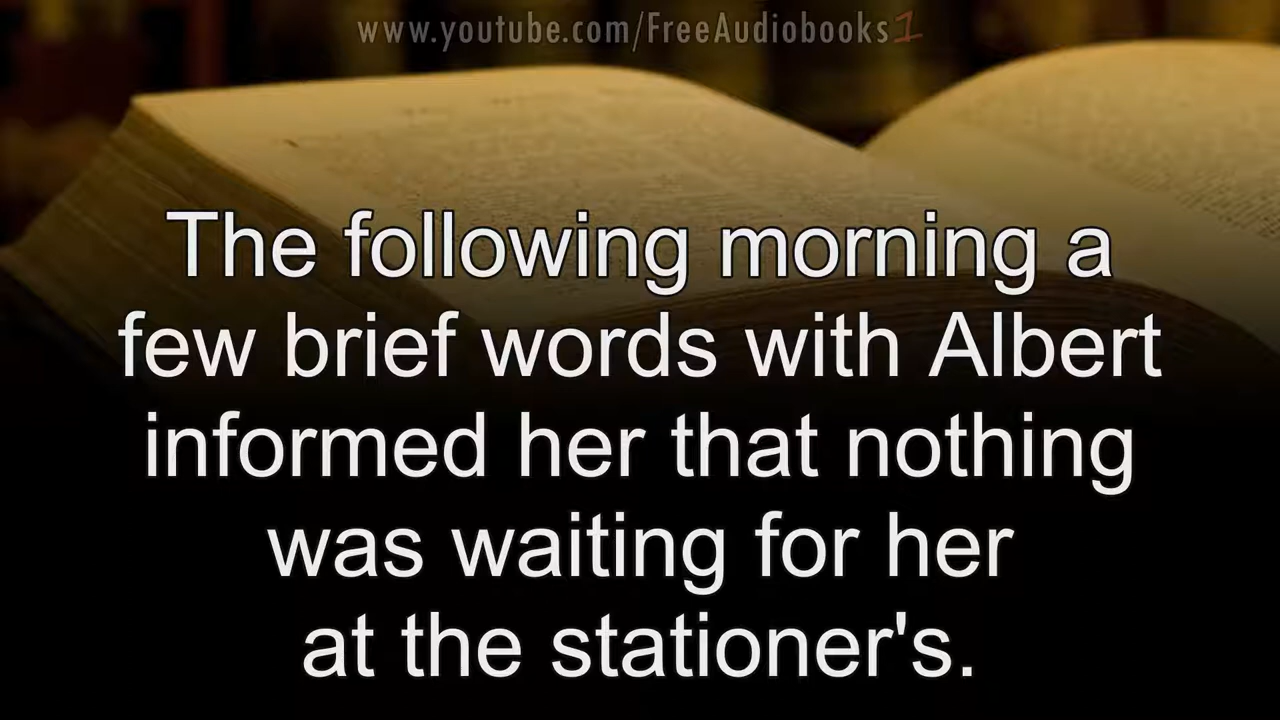 www.youtube.com/FreeAudiobooks1
The following morning a
few brief words with Albert
informed her that nothing
was waiting for her
at the stationer's.